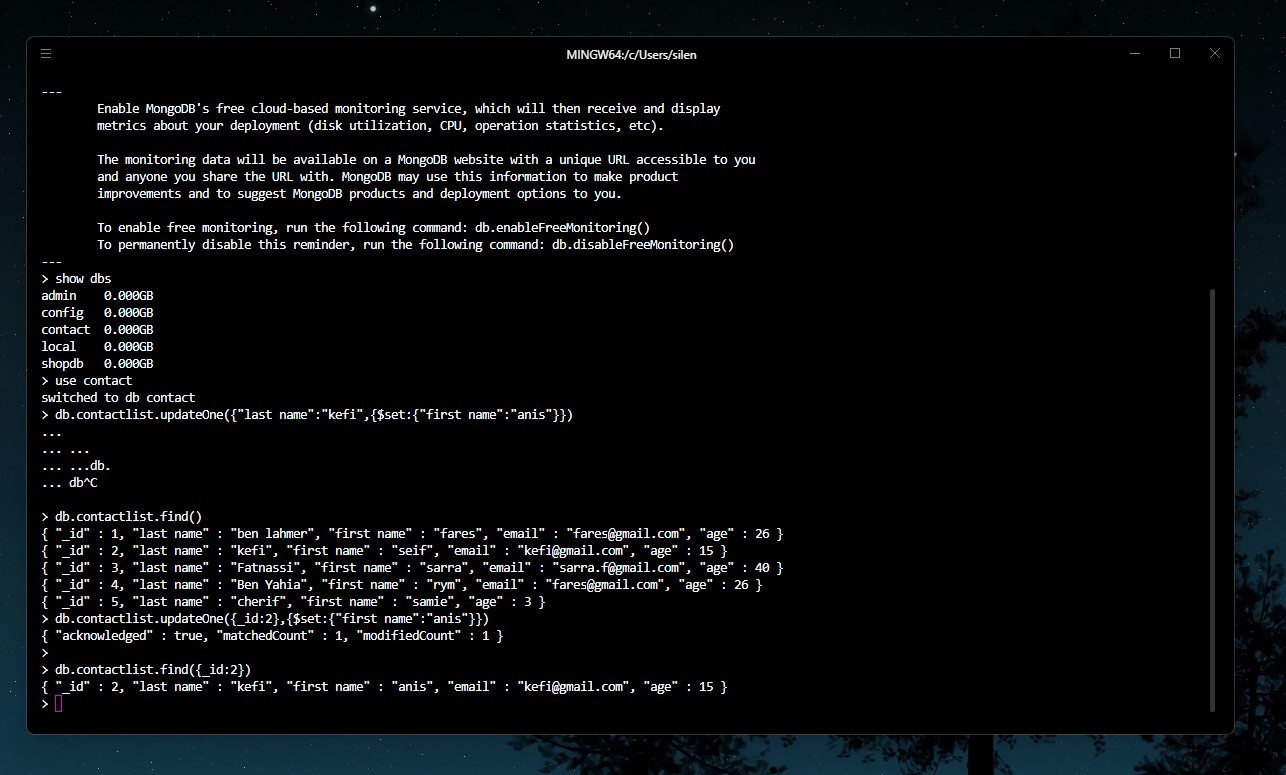 MINGW64:/c/Users/silen
---
Enable MongoDB's free cloud-based monitoring service, which will then receive and display
metrics about your deployment (disk utilization, CPU, operation statistics, etc).
The monitoring data will be available on a MongoDB website with a unique URL accessible to you
and anyone you share the URL with. MongoDB may use this information to make product
improvements and to suggest MongoDB products and deployment options to you.
To enable free monitoring, run the following command: db.enableFreeMonitoring()
To permanently disable this reminder, run the following command: db.disableFreeMonitoring()
---
> show dbs
admin    0.000GB
config   0.000GB
contact  0.000GB
local    0.000GB
shopdb   0.000GB
> use contact
switched to db contact
> db.contactlist.updateOne({"last name":"kefi",{$set:{"first name":"anis"}})
...
... ...
... ...db.
... db^C
> db.contactlist.find()
{ "_id" : 1, "last name" : "ben lahmer", "first name" : "fares", "email" : "fares@gmail.com", "age" : 26 }
{ "_id" : 2, "last name" : "kefi", "first name" : "seif", "email" : "kefi@gmail.com", "age" : 15 }
{ "_id" : 3, "last name" : "Fatnassi", "first name" : "sarra", "email" : "sarra.f@gmail.com", "age" : 40 }
{ "_id" : 4, "last name" : "Ben Yahia", "first name" : "rym", "email" : "fares@gmail.com", "age" : 26 }
{ "_id" : 5, "last name" : "cherif", "first name" : "samie", "age" : 3 }
> db.contactlist.updateOne({_id:2},{$set:{"first name":"anis"}})
{ "acknowledged" : true, "matchedCount" : 1, "modifiedCount" : 1 }
>
> db.contactlist.find({_id:2})
{ "_id" : 2, "last name" : "kefi", "first name" : "anis", "email" : "kefi@gmail.com", "age" : 15 }
>